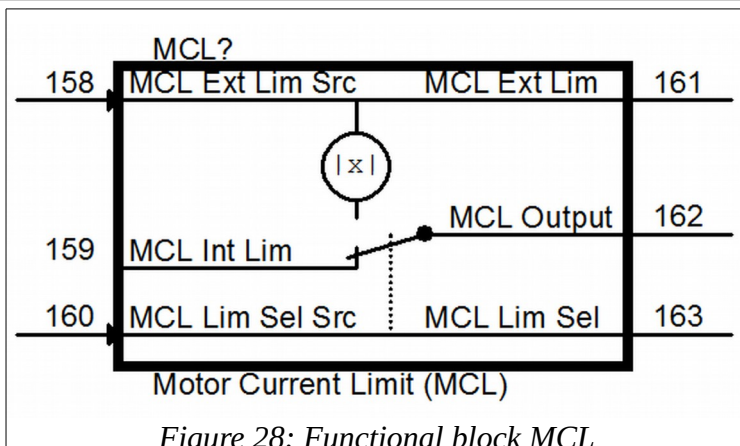 MCL?
158 MCL Ext Lim Src MCL Ext Lim 161
|x|
MCL Output 162
159 MCL Int Lim
160 MCL Lim Sel Src MCL Lim Sel 163
Motor Current Limit (MCL)
Figure 28: Functional block MCL